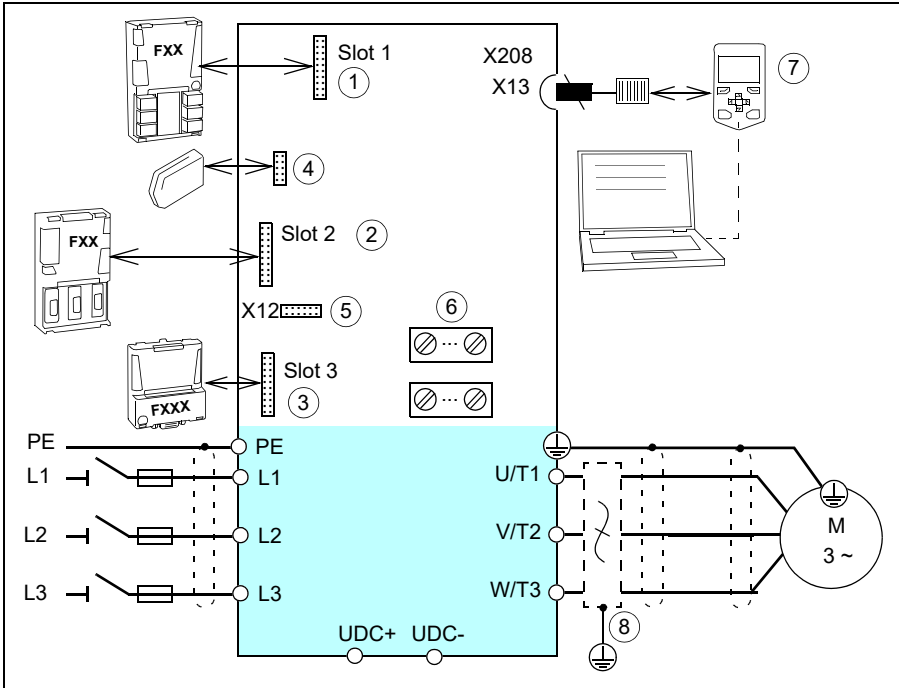 FXX
Slot 1
1
X208
X13
7
4
FXX
Slot 2
2
X12
5
6
Slot 3
3
FXXX
PE
PE
L1
L1
U/T1
L2
L2
V/T2
M
3 ~
L3
L3
W/T3
8
UDC+ UDC-